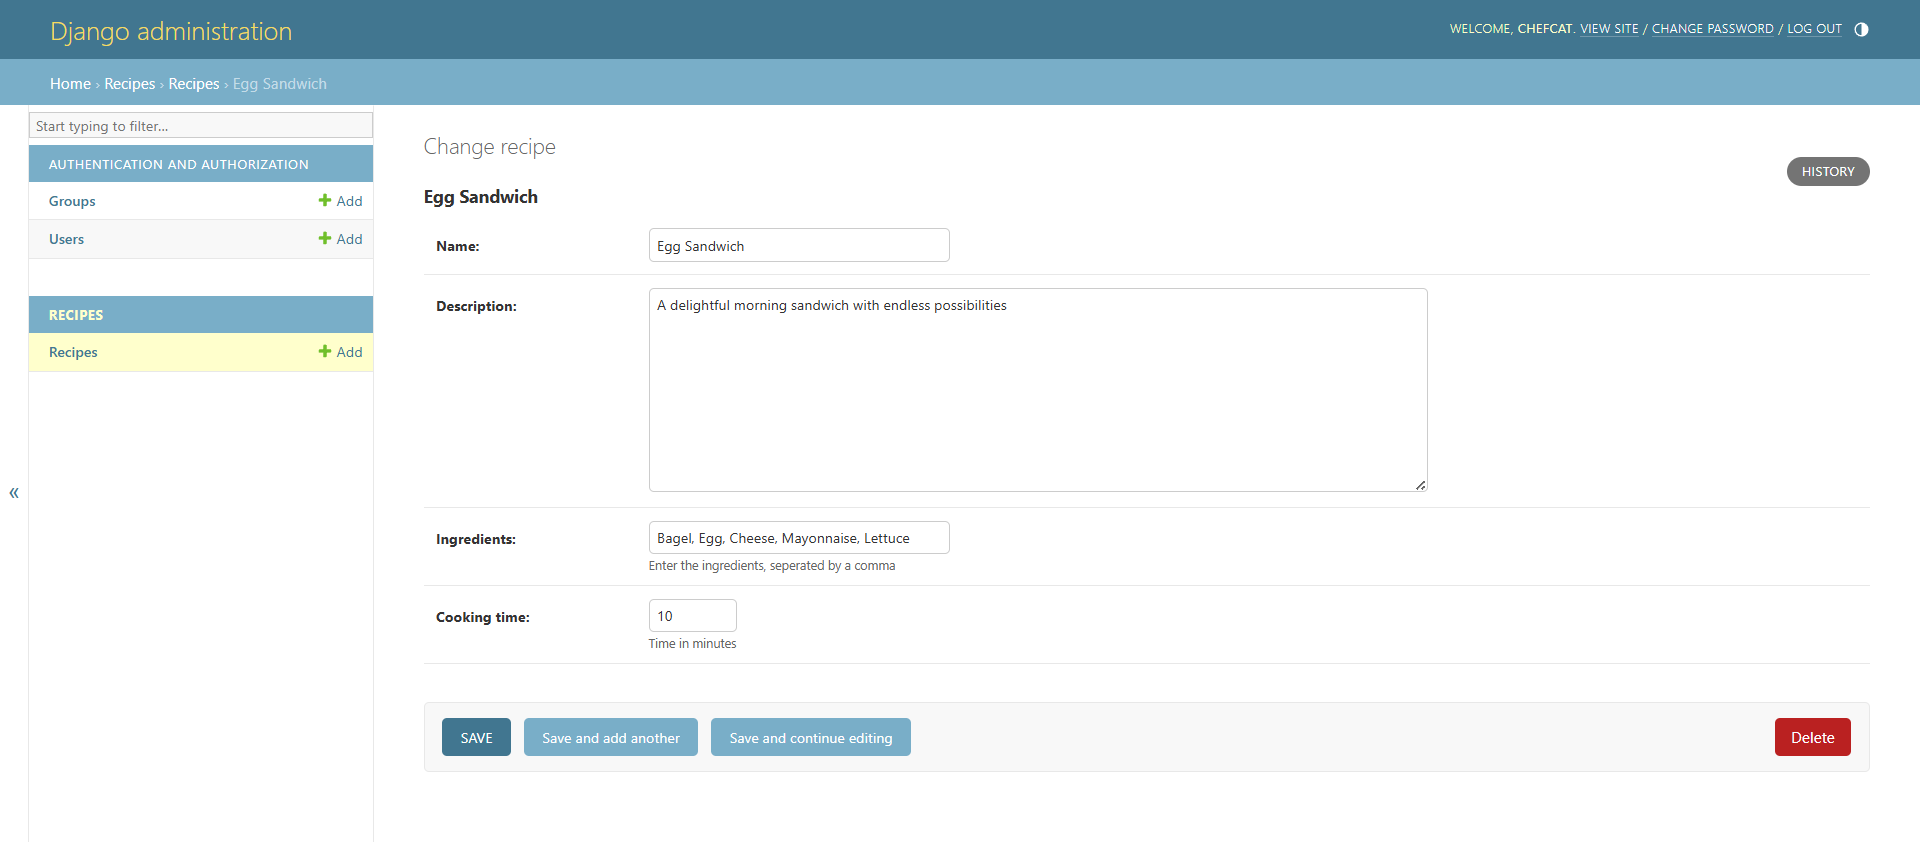 Django administration
WELCOME, CHEFCAT. VIEW SITE / CHANGE PASSWORD / LOG OUT
Home › Recipes › Recipes › Egg Sandwich
Start typing to filter...
AUTHENTICATION AND AUTHORIZATION
Groups
Add
Users
Add
RECIPES
Recipes
Add
«
Change recipe
HISTORY
Egg Sandwich
Name:
Egg Sandwich
Description:
A delightful morning sandwich with endless possibilities
Ingredients:
Bagel, Egg, Cheese, Mayonnaise, Lettuce
Enter the ingredients, seperated by a comma
Cooking time:
10
Time in minutes
SAVE
Save and add another
Save and continue editing
Delete